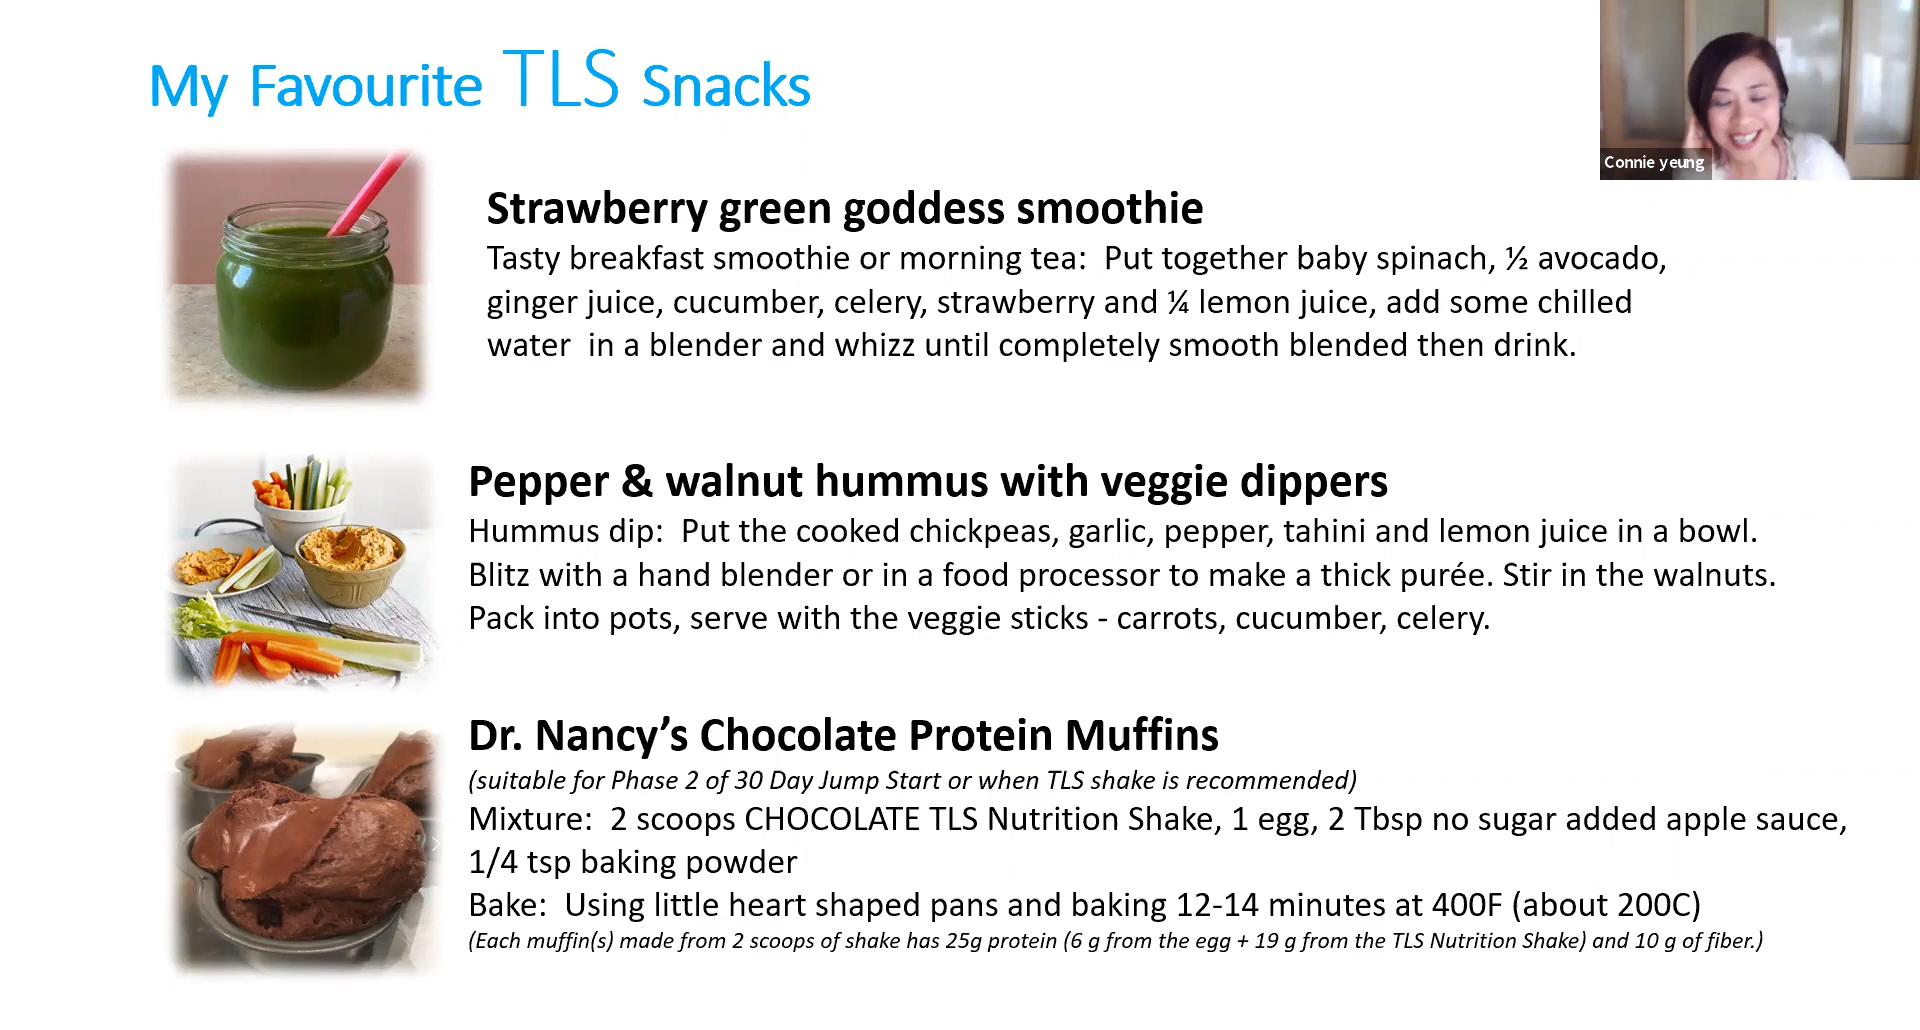 My Favourite TLS Snacks
Connie yeung
Strawberry green goddess smoothie
Tasty breakfast smoothie or morning tea:  Put together baby spinach, ½ avocado,
ginger juice, cucumber, celery, strawberry and ¼ lemon juice, add some chilled
water  in a blender and whizz until completely smooth blended then drink.
Pepper & walnut hummus with veggie dippers
Hummus dip:  Put the cooked chickpeas, garlic, pepper, tahini and lemon juice in a bowl.
Blitz with a hand blender or in a food processor to make a thick purée. Stir in the walnuts.
Pack into pots, serve with the veggie sticks - carrots, cucumber, celery.
Dr. Nancy’s Chocolate Protein Muffins
(suitable for Phase 2 of 30 Day Jump Start or when TLS shake is recommended)
Mixture:  2 scoops CHOCOLATE TLS Nutrition Shake, 1 egg, 2 Tbsp no sugar added apple sauce,
1/4 tsp baking powder
Bake:  Using little heart shaped pans and baking 12-14 minutes at 400F (about 200C)
(Each muffin(s) made from 2 scoops of shake has 25g protein (6 g from the egg + 19 g from the TLS Nutrition Shake) and 10 g of fiber.)